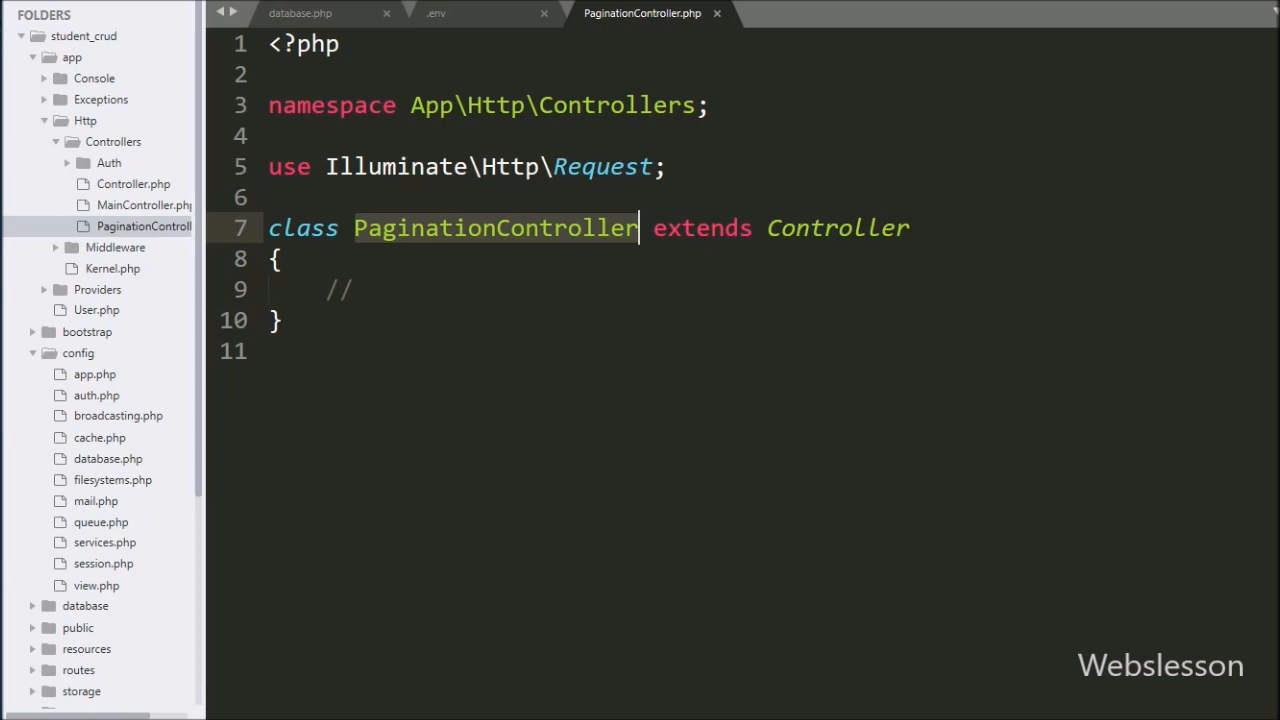 FOLDERS
student_crud
app
Console
Exceptions
Http
Controllers
Auth
Controller.php
MainController.php
PaginationControll
Middleware
Kernel.php
Providers
User.php
bootstrap
config
app.php
auth.php
broadcasting.php
cache.php
database.php
filesystems.php
mail.php
queue.php
services.php
session.php
view.php
database
public
resources
routes
storage
database.php × .env × PaginationController.php ×
1 <?php
2
3 namespace App\Http\Controllers;
4
5 use Illuminate\Http\Request;
6
7 class PaginationController extends Controller
8 {
9 //
10 }
11
Webslesson